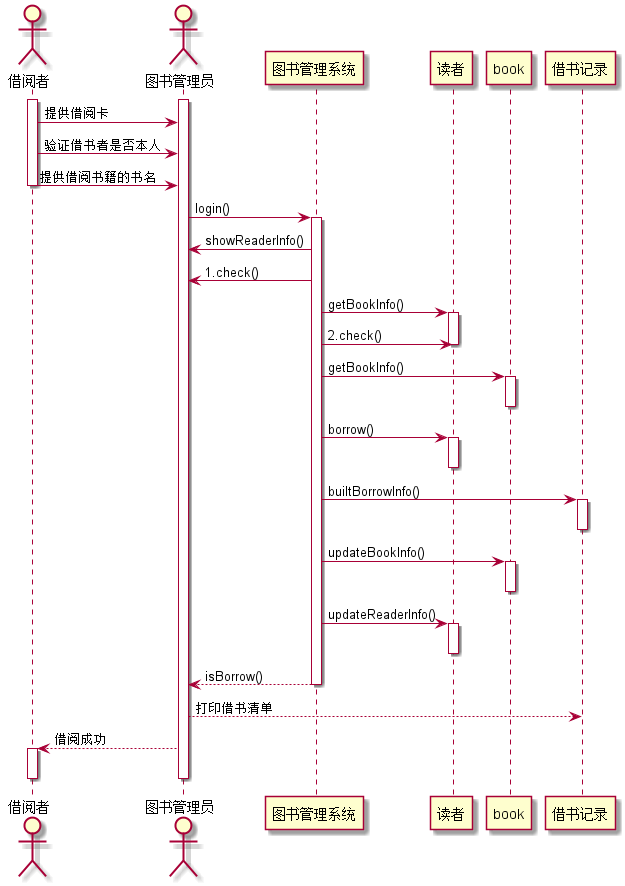 借阅者
图书管理员
图书管理系统
读者
book
借书记录
提供借阅卡
验证借书者是否本人
提供借阅书籍的书名
login()
showReaderInfo()
1.check()
getBookInfo()
2.check()
getBookInfo()
borrow()
builtBorrowInfo()
updateBookInfo()
updateReaderInfo()
isBorrow()
打印借书清单
借阅成功
借阅者
图书管理员
图书管理系统
读者
book
借书记录